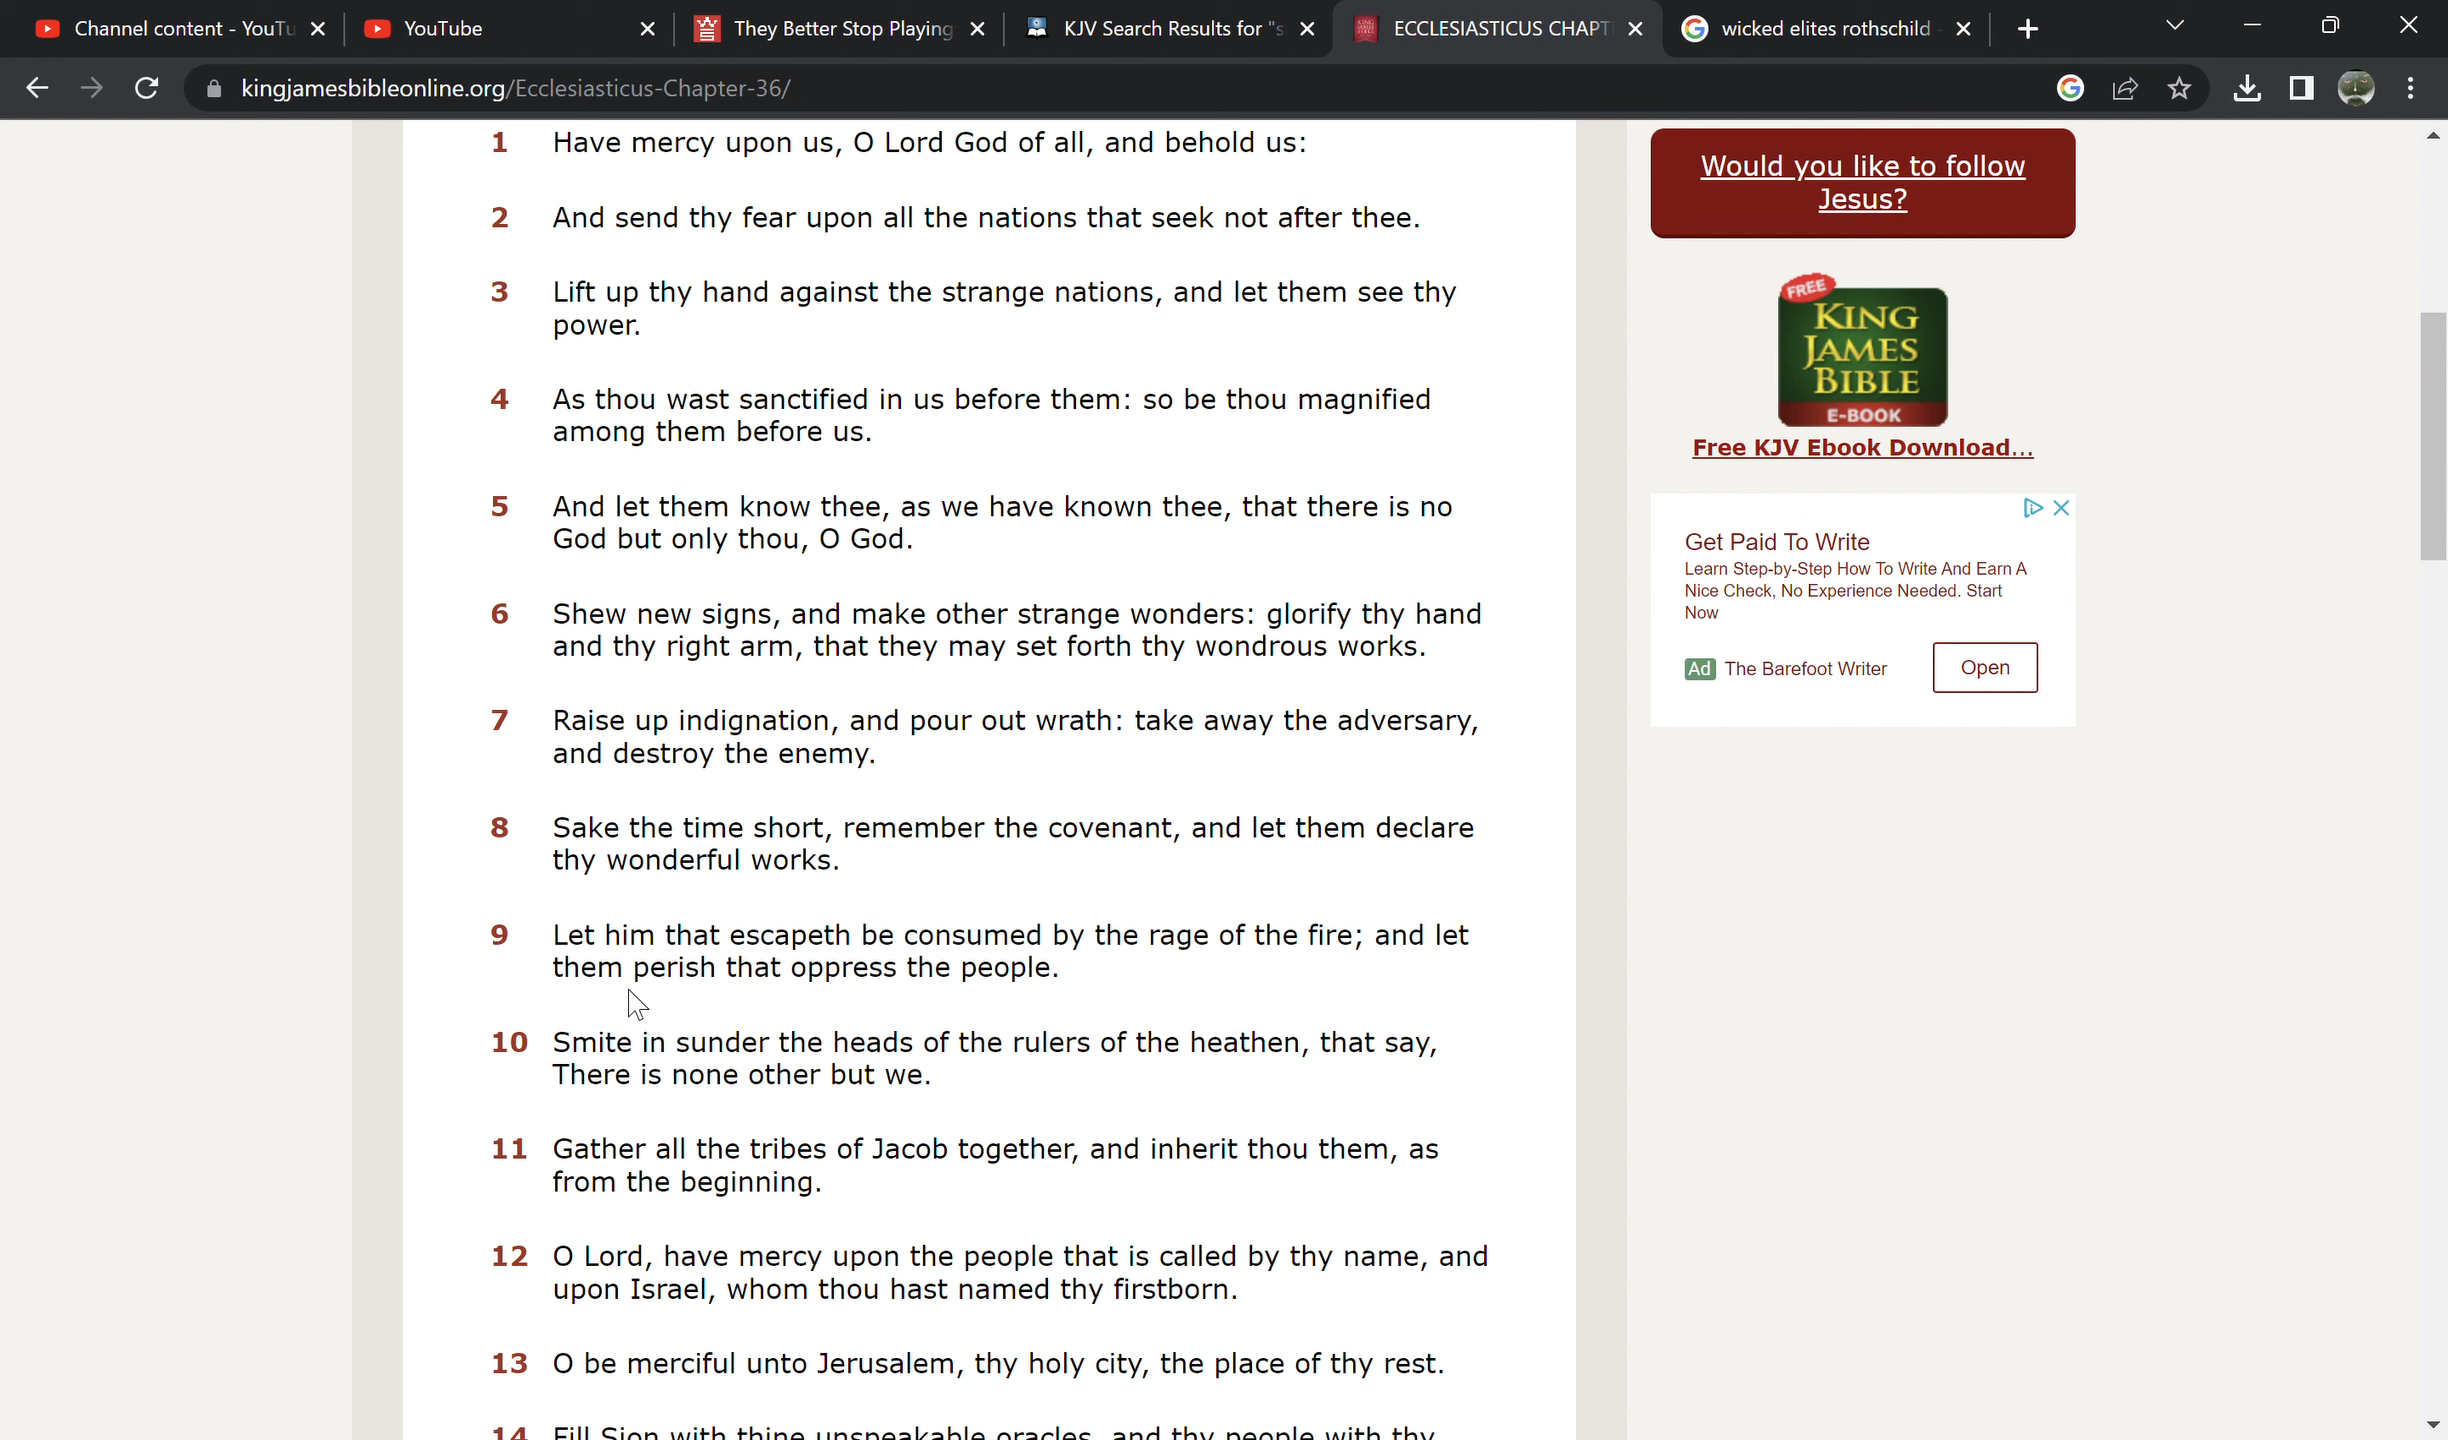 Channel content - YouTu
YouTube
They Better Stop Playing
KJV Search Results for "s
ECCLESIASTICUS CHAPT
wicked elites rothschild -
kingjamesbibleonline.org/Ecclesiasticus-Chapter-36/
1 Have mercy upon us, O Lord God of all, and behold us:
2 And send thy fear upon all the nations that seek not after thee.
3 Lift up thy hand against the strange nations, and let them see thy
power.
4 As thou wast sanctified in us before them: so be thou magnified
among them before us.
5 And let them know thee, as we have known thee, that there is no
God but only thou, O God.
6 Shew new signs, and make other strange wonders: glorify thy hand
and thy right arm, that they may set forth thy wondrous works.
7 Raise up indignation, and pour out wrath: take away the adversary,
and destroy the enemy.
8 Sake the time short, remember the covenant, and let them declare
thy wonderful works.
9 Let him that escapeth be consumed by the rage of the fire; and let
them perish that oppress the people.
10 Smite in sunder the heads of the rulers of the heathen, that say,
There is none other but we.
11 Gather all the tribes of Jacob together, and inherit thou them, as
from the beginning.
12 O Lord, have mercy upon the people that is called by thy name, and
upon Israel, whom thou hast named thy firstborn.
13 O be merciful unto Jerusalem, thy holy city, the place of thy rest.
14 Fill Sion with thine unspeakable oracles, and thy people with thy
Would you like to follow
Jesus?
FREE
KING
JAMES
BIBLE
E-BOOK
Free KJV Ebook Download...
Get Paid To Write
Learn Step-by-Step How To Write And Earn A
Nice Check, No Experience Needed. Start
Now
Ad The Barefoot Writer
Open